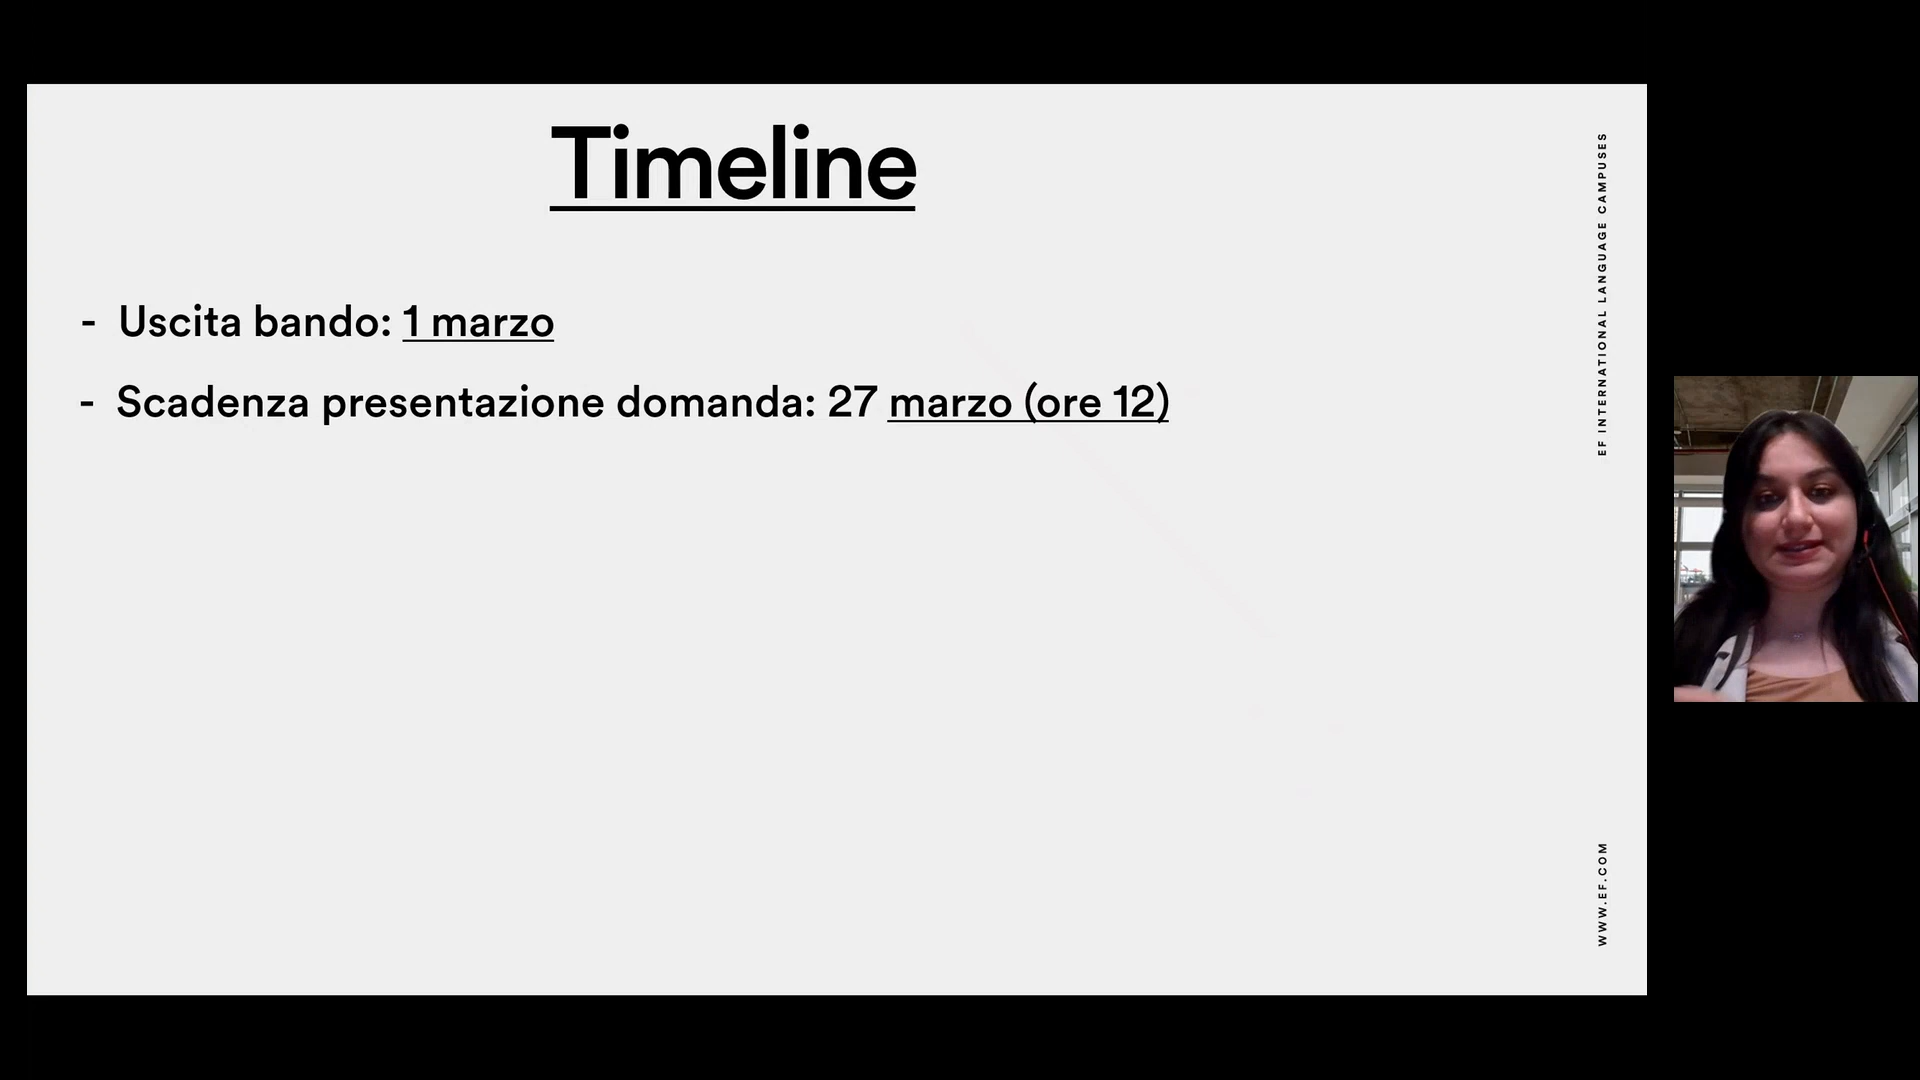 Timeline
- Uscita bando: 1 marzo
- Scadenza presentazione domanda: 27 marzo (ore 12)
EF INTERNATIONAL LANGUAGE CAMPUSES
WWW.EF.COM